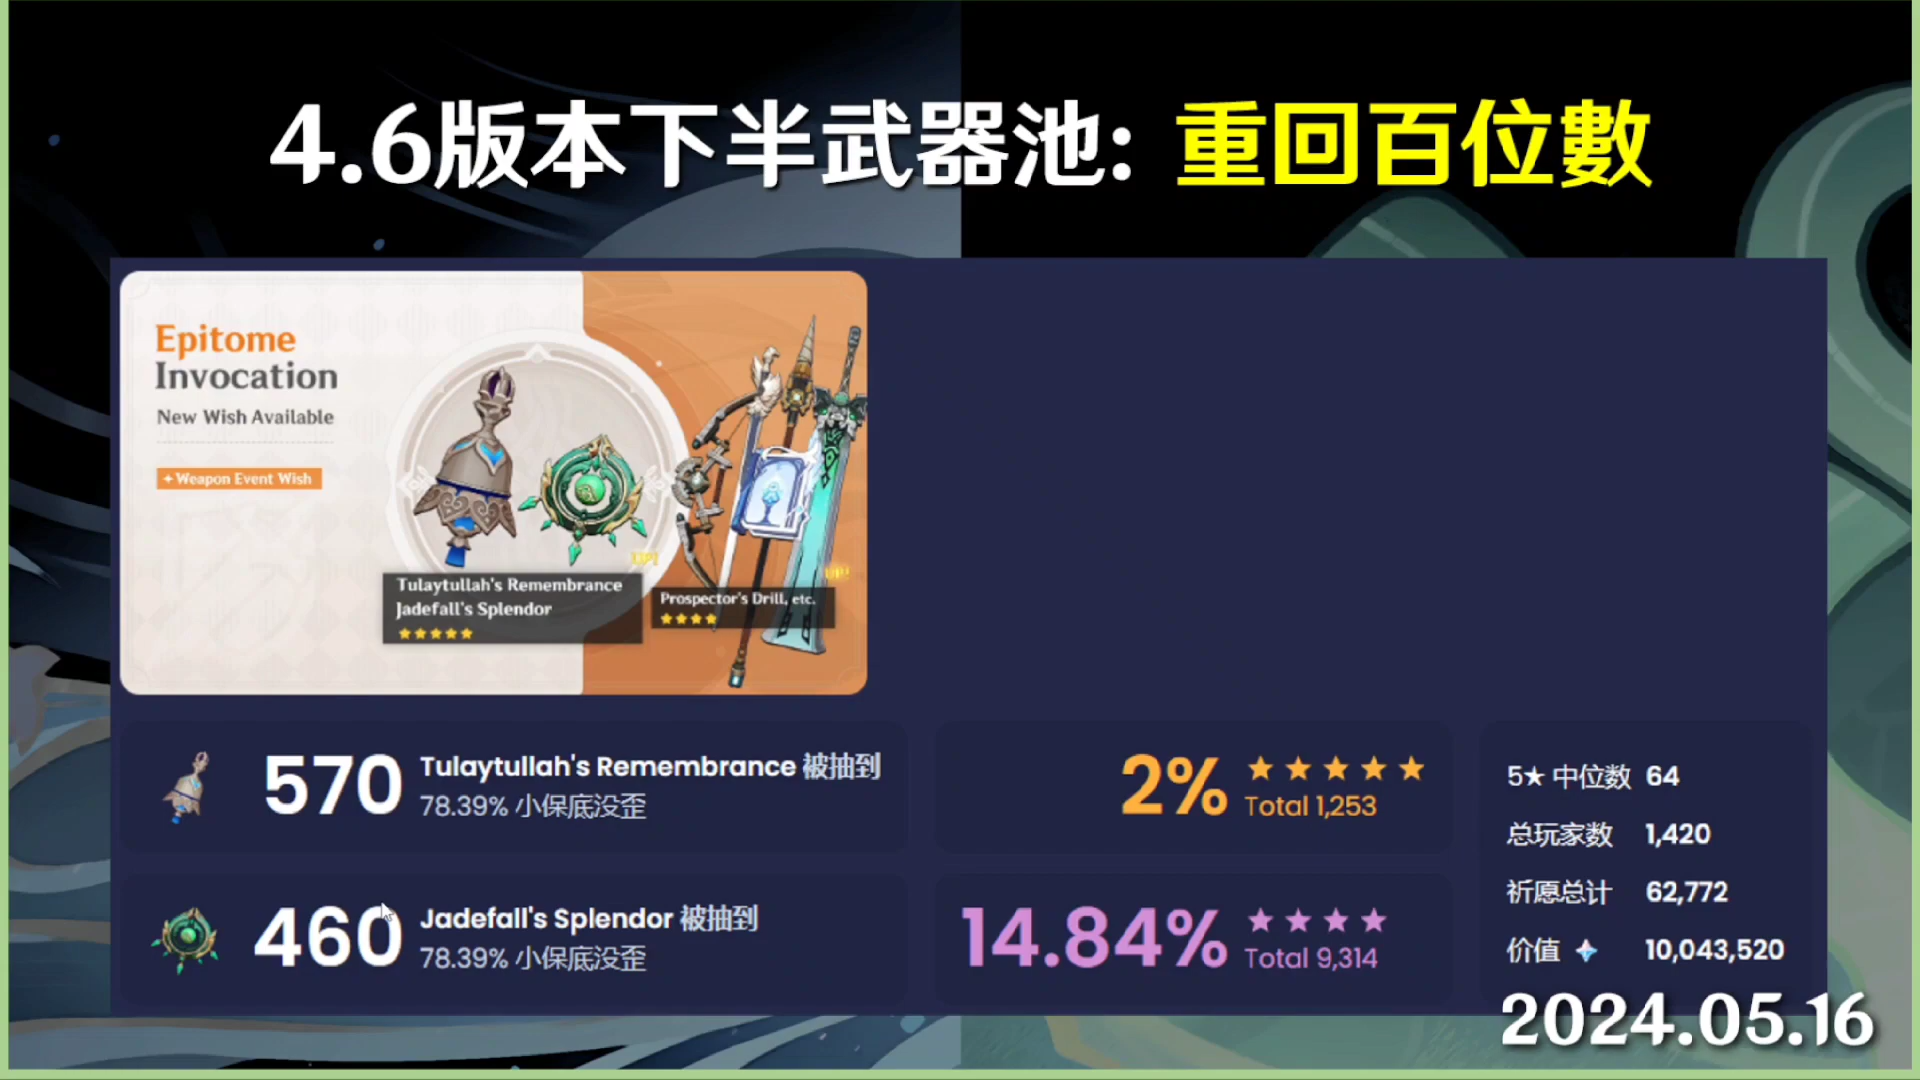 4.6版本下半武器池: 重回百位數
Epitome
Invocation
New Wish Available
Weapon Event Wish
UP!
UP!
Tulaytullah's Remembrance
Jadefall's Splendor
Prospector's Drill, etc.
570
Tulaytullah's Remembrance 被抽到
78.39% 小保底没歪
2%
Total 1,253
460
Jadefall's Splendor 被抽到
78.39% 小保底没歪
14.84%
Total 9,314
5★ 中位数 64
总玩家数 1,420
祈愿总计 62,772
价值 10,043,520
2024.05.16